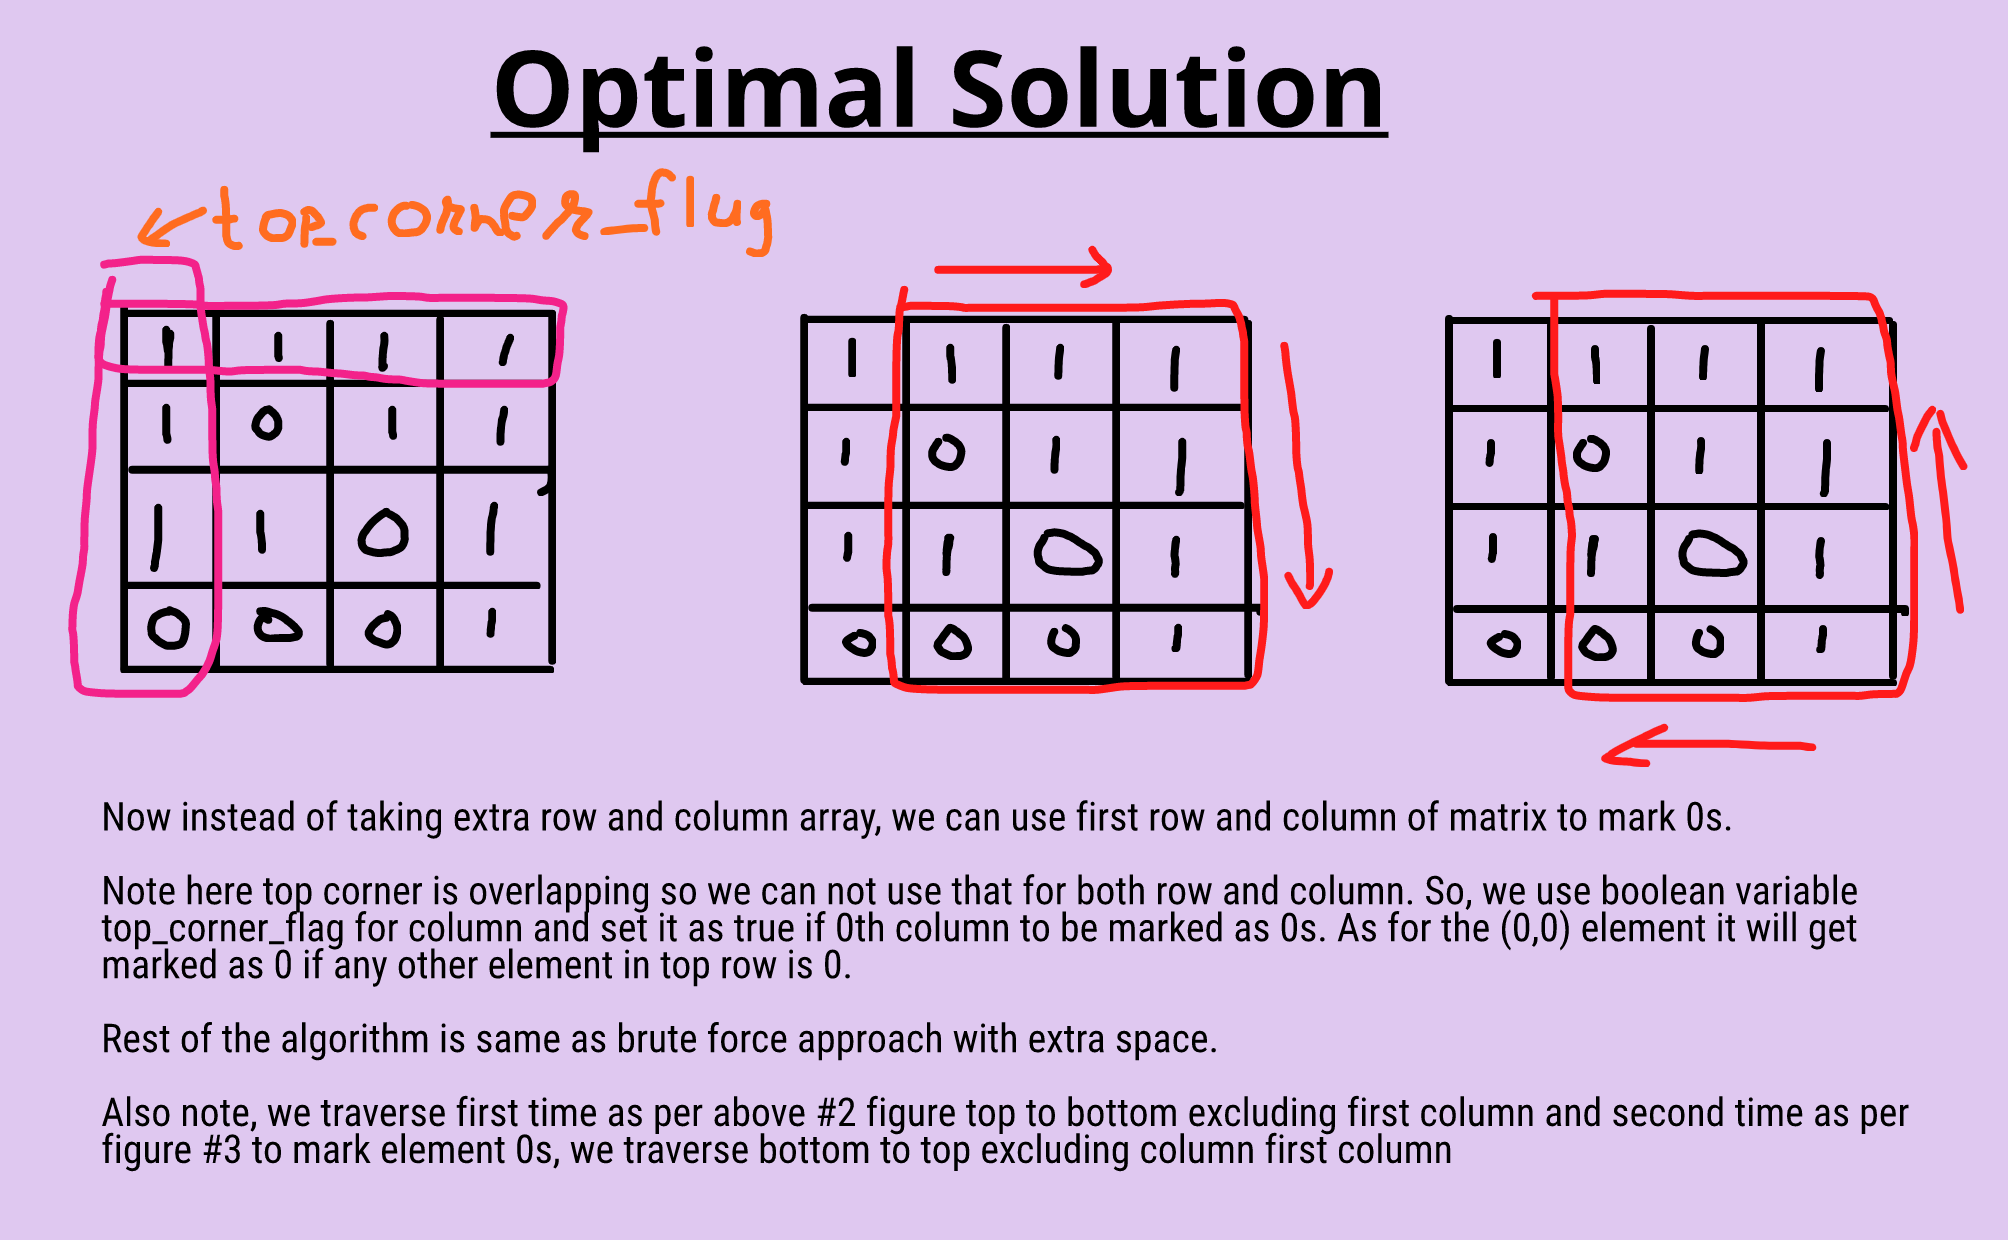 Optimal Solution
top_corner_flug
1 1 1 1
1 0 1 1
1 1 0 1
0 0 0 1
1 1 1 1
1 0 1 1
1 1 0 1
0 0 0 1
1 1 1 1
1 0 1 1
1 1 0 1
0 0 0 1
Now instead of taking extra row and column array, we can use first row and column of matrix to mark 0s.
Note here top corner is overlapping so we can not use that for both row and column. So, we use boolean variable
top_corner_flag for column and set it as true if 0th column to be marked as 0s. As for the (0,0) element it will get
marked as 0 if any other element in top row is 0.
Rest of the algorithm is same as brute force approach with extra space.
Also note, we traverse first time as per above #2 figure top to bottom excluding first column and second time as per
figure #3 to mark element 0s, we traverse bottom to top excluding column first column